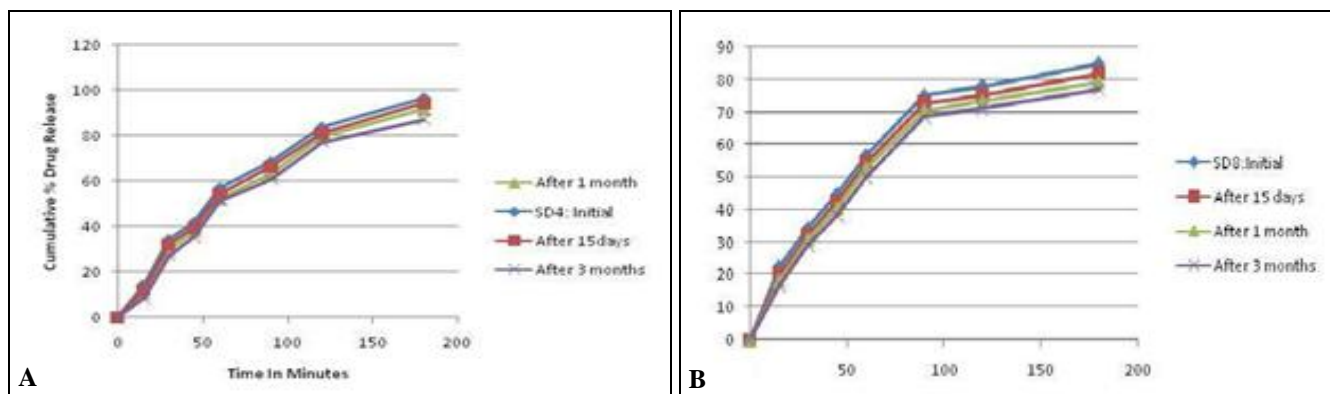 120
100
80
60
40
20
0
Cumulative % Drug Release
0 50 100 150 200
Time In Minutes
After 1 month
SD4: Initial
After 15 days
After 3 months
A
90
80
70
60
50
40
30
20
10
0
50 100 150 200
SD8:Initial
After 15 days
After 1 month
After 3 months
B